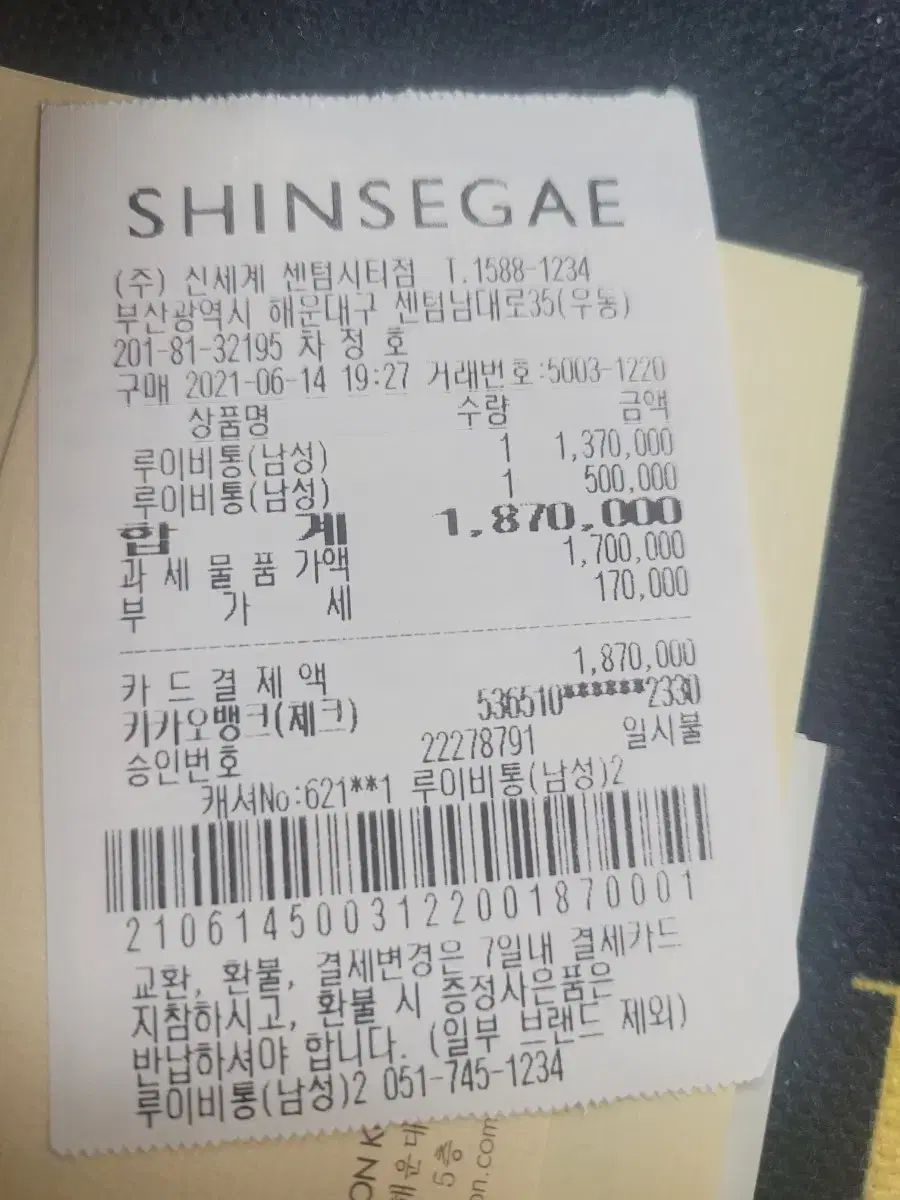 SHINSEGAE
(주) 신세계 센텀시티점 T.1588-1234
부산광역시 해운대구 센텀남대로35(우동)
201-81-32195 차 정 호
구매 2021-06-14 19:27 거래번호:5003-1220
상품명 수량 금액
루이비통(남성) 1 1,370,000
루이비통(남성) 1 500,000
합 계 1,870,000
과 세 물 품 가액 1,700,000
부 가 세 170,000
카 드 결 제 액 1,870,000
카카오뱅크(체크) 536510******2330
승인번호 22278791 일시불
캐셔No:621**1 루이비통(남성)2
2106145003122001870001
교환, 환불, 결제변경은 7일내 결제카드
지참하시고, 환불 시 증정사은품은
반납하셔야 합니다. (일부 브랜드 제외)
루이비통(남성)2 051-745-1234
ON K
해운대
5층
on.com